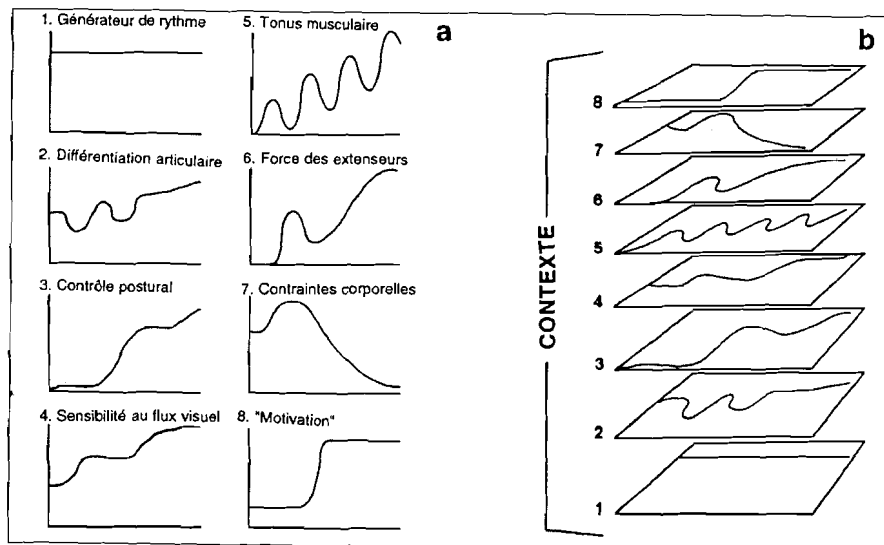 1. Générateur de rythme
5. Tonus musculaire
a
2. Différentiation articulaire
6. Force des extenseurs
3. Contrôle postural
7. Contraintes corporelles
4. Sensibilité au flux visuel
8. "Motivation"
b
CONTEXTE
8
7
6
5
4
3
2
1